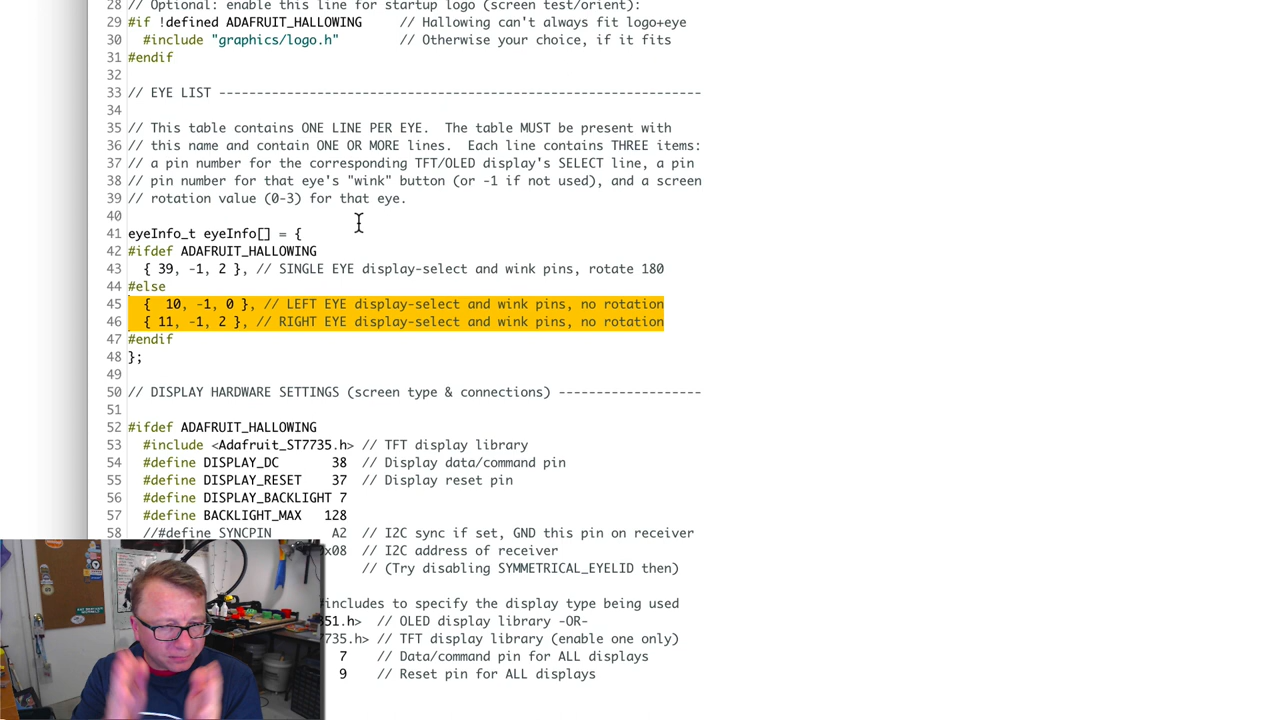 28 // Optional: enable this line for startup logo (screen test/orient):
29 #if !defined ADAFRUIT_HALLOWING     // Hallowing can't always fit logo+eye
30   #include "graphics/logo.h"        // Otherwise your choice, if it fits
31 #endif
32
33 // EYE LIST ----------------------------------------------------------------
34
35 // This table contains ONE LINE PER EYE.  The table MUST be present with
36 // this name and contain ONE OR MORE lines.  Each line contains THREE items:
37 // a pin number for the corresponding TFT/OLED display's SELECT line, a pin
38 // pin number for that eye's "wink" button (or -1 if not used), and a screen
39 // rotation value (0-3) for that eye.
40
41 eyeInfo_t eyeInfo[] = {
42 #ifdef ADAFRUIT_HALLOWING
43   { 39, -1, 2 }, // SINGLE EYE display-select and wink pins, rotate 180
44 #else
45   {  10, -1, 0 }, // LEFT EYE display-select and wink pins, no rotation
46   { 11, -1, 2 }, // RIGHT EYE display-select and wink pins, no rotation
47 #endif
48 };
49
50 // DISPLAY HARDWARE SETTINGS (screen type & connections) -------------------
51
52 #ifdef ADAFRUIT_HALLOWING
53   #include <Adafruit_ST7735.h> // TFT display library
54   #define DISPLAY_DC       38  // Display data/command pin
55   #define DISPLAY_RESET    37  // Display reset pin
56   #define DISPLAY_BACKLIGHT 7
57   #define BACKLIGHT_MAX   128
58   //#define SYNCPIN        A2  // I2C sync if set, GND this pin on receiver
x08  // I2C address of receiver
// (Try disabling SYMMETRICAL_EYELID then)
includes to specify the display type being used
51.h> // OLED display library -OR-
735.h> // TFT display library (enable one only)
7    // Data/command pin for ALL displays
9    // Reset pin for ALL displays